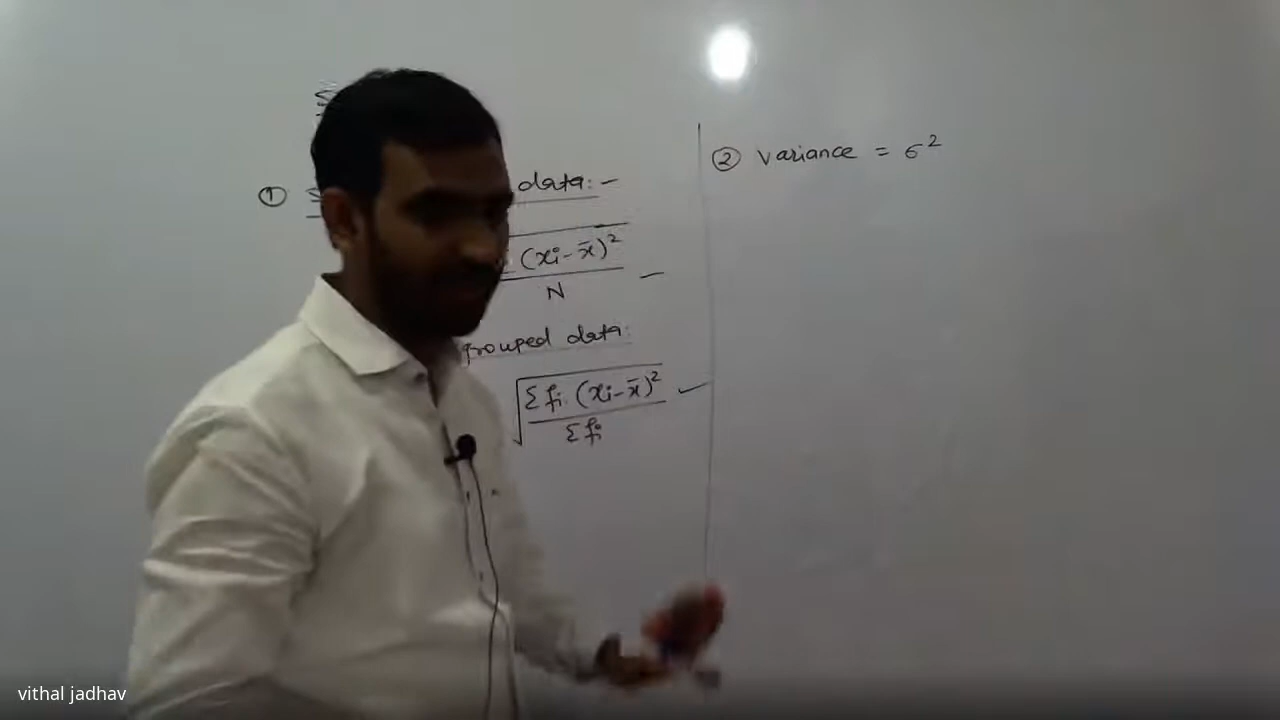 ① data:-
(xi-x̄)²
N
grouped data:
√Σfi (xi-x̄)²
Σfi
② variance = σ²
vithal jadhav